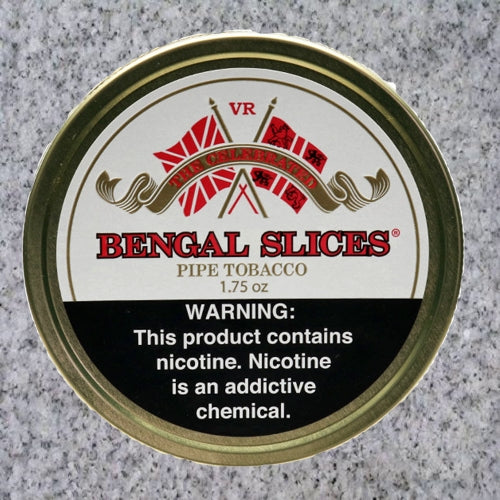 VR
THE CELEBRATED
BENGAL SLICES®
PIPE TOBACCO
1.75 oz
WARNING:
This product contains
nicotine. Nicotine
is an addictive
chemical.